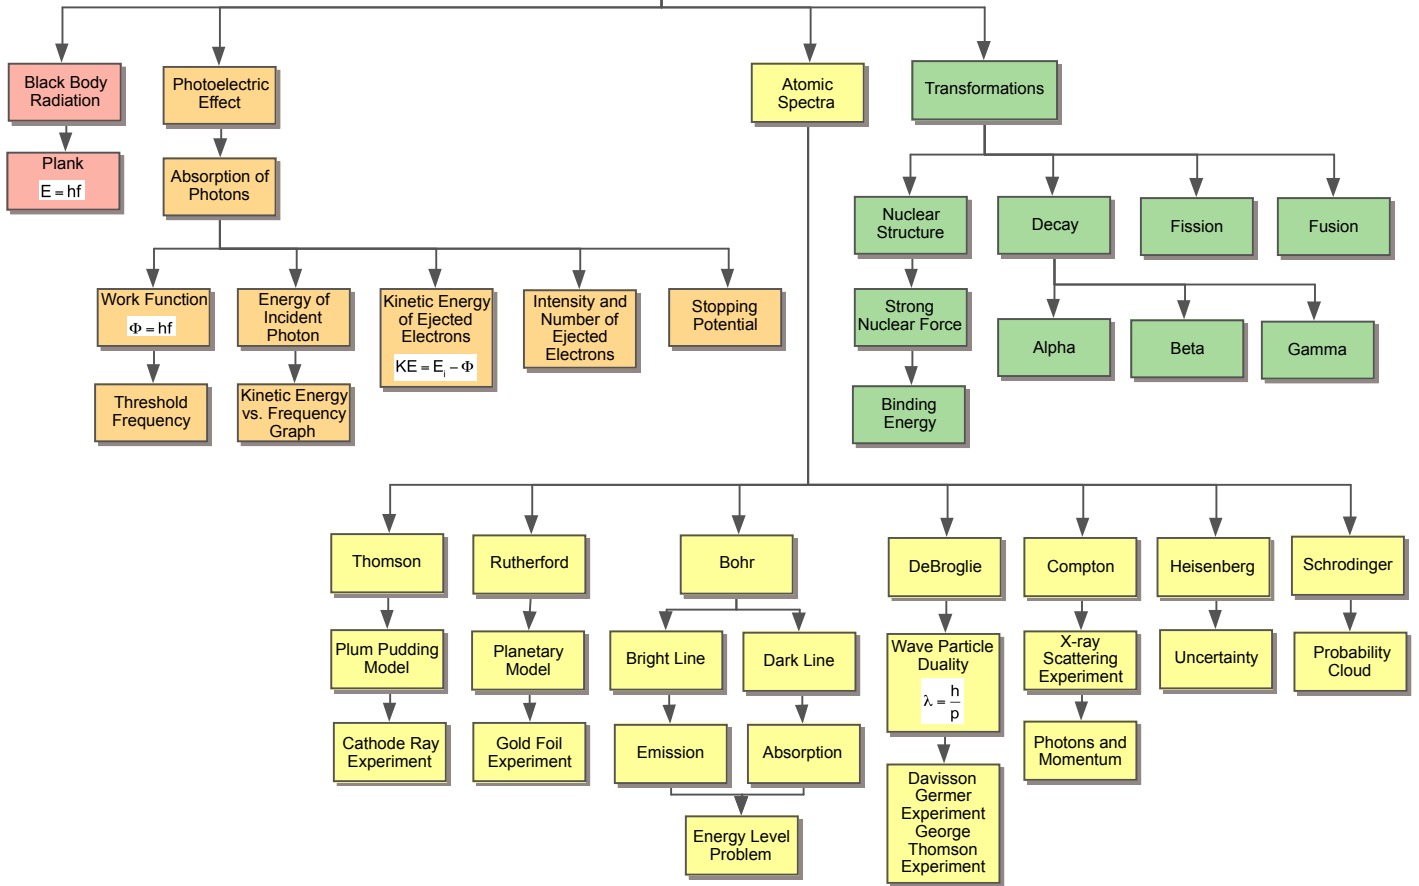 Black Body
Radiation
Photoelectric
Effect
Atomic
Spectra
Transformations
Plank
E = hf
Absorption of
Photons
Nuclear
Structure
Decay
Fission
Fusion
Work Function
Φ = hf
Energy of
Incident
Photon
Kinetic Energy
of Ejected
Electrons
KE = Eᵢ − Φ
Intensity and
Number of
Ejected
Electrons
Stopping
Potential
Strong
Nuclear Force
Alpha
Beta
Gamma
Threshold
Frequency
Kinetic Energy
vs. Frequency
Graph
Binding
Energy
Thomson
Rutherford
Bohr
DeBroglie
Compton
Heisenberg
Schrodinger
Plum Pudding
Model
Planetary
Model
Bright Line
Dark Line
Wave Particle
Duality
λ = h/p
X-ray
Scattering
Experiment
Uncertainty
Probability
Cloud
Cathode Ray
Experiment
Gold Foil
Experiment
Emission
Absorption
Photons and
Momentum
Davisson
Germer
Experiment
George
Thomson
Experiment
Energy Level
Problem